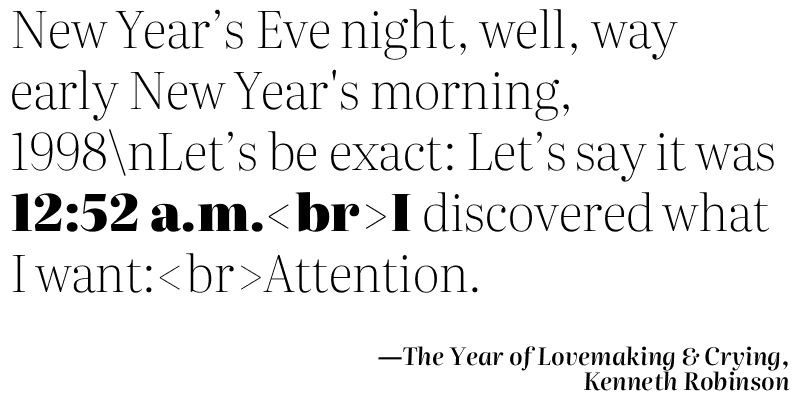 New Year’s Eve night, well, way
early New Year's morning,
1998\nLet’s be exact: Let’s say it was
12:52 a.m.<br>I discovered what
I want:<br>Attention.
—The Year of Lovemaking & Crying,
Kenneth Robinson